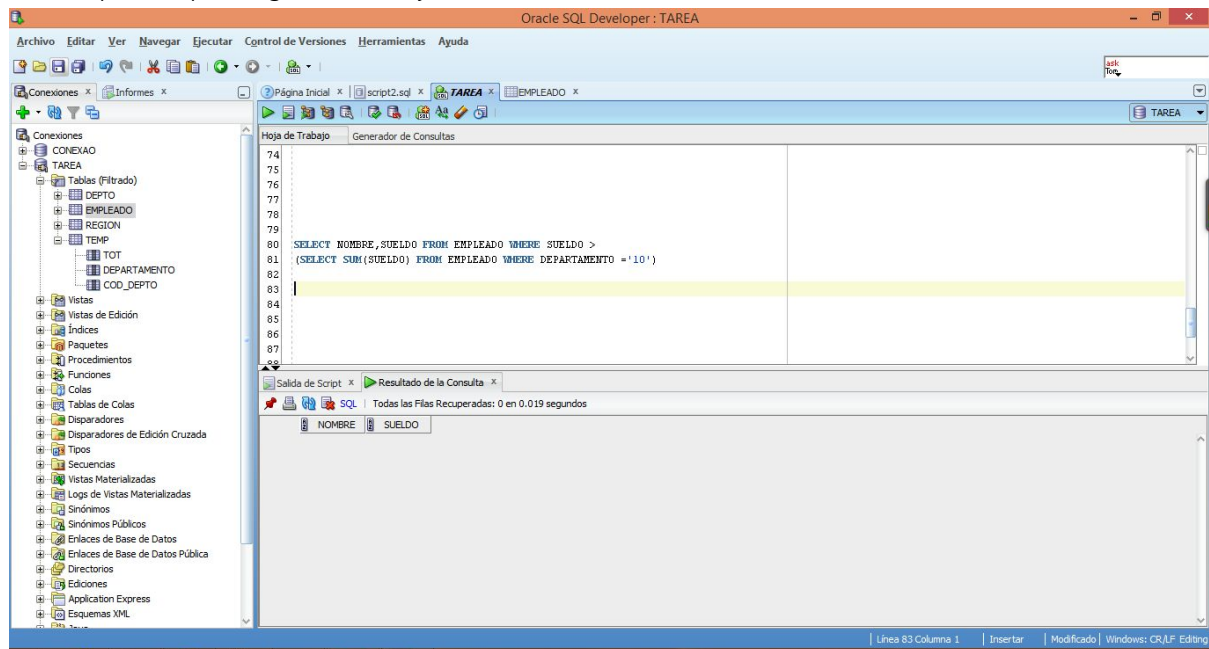 Oracle SQL Developer : TAREA
Archivo Editar Ver Navegar Ejecutar Control de Versiones Herramientas Ayuda
Conexiones x Informes x
Página Inicial x script2.sql x TAREA x EMPLEADO x
TAREA
Hoja de Trabajo Generador de Consultas
Conexiones
CONEXAO
TAREA
Tablas (Filtrado)
DEPTO
EMPLEADO
REGION
TEMP
TOT
DEPARTAMENTO
COD_DEPTO
Vistas
Vistas de Edición
Índices
Paquetes
Procedimientos
Funciones
Colas
Tablas de Colas
Disparadores
Disparadores de Edición Cruzada
Tipos
Secuencias
Vistas Materializadas
Logs de Vistas Materializadas
Sinónimos
Sinónimos Públicos
Enlaces de Base de Datos
Enlaces de Base de Datos Pública
Directorios
Ediciones
Application Express
Esquemas XML
74
75
76
77
78
79
80 SELECT NOMBRE,SUELDO FROM EMPLEADO WHERE SUELDO >
81 (SELECT SUM(SUELDO) FROM EMPLEADO WHERE DEPARTAMENTO ='10')
82
83
84
85
86
87
Salida de Script x Resultado de la Consulta x
SQL | Todas las Filas Recuperadas: 0 en 0.019 segundos
NOMBRE SUELDO
Línea 83 Columna 1 | Insertar | Modificado | Windows: CR/LF Editing